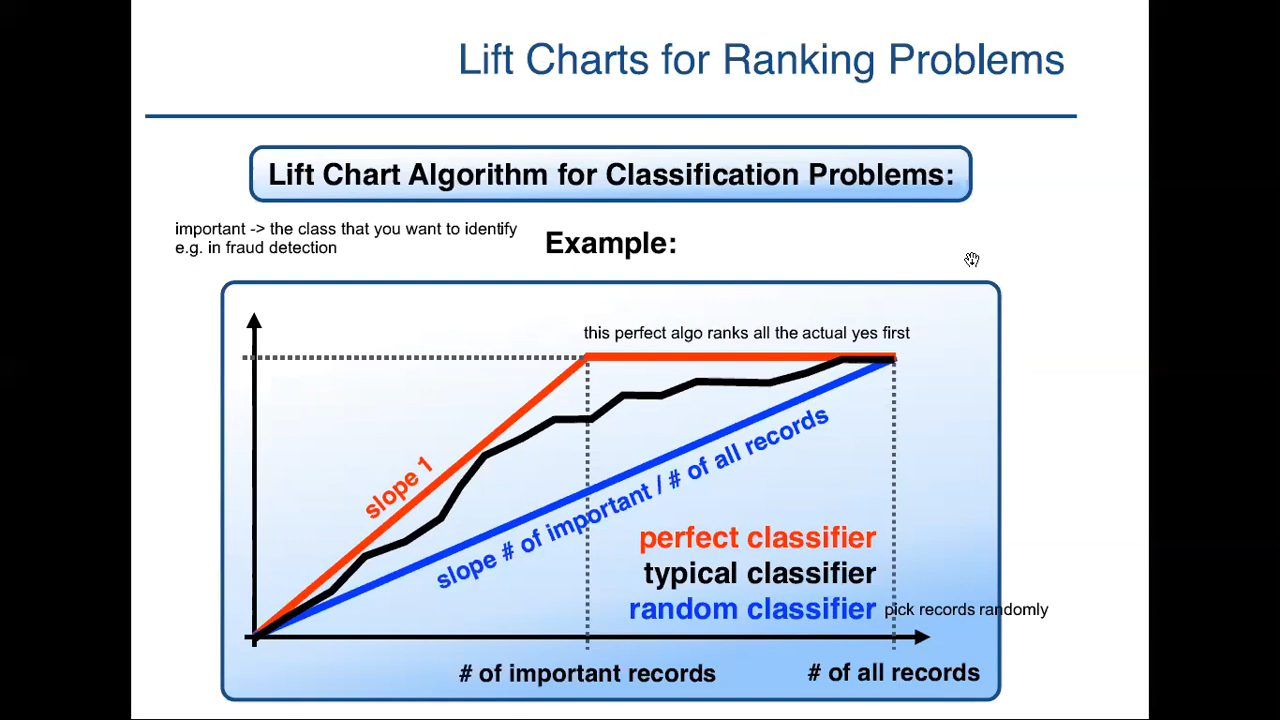 Lift Charts for Ranking Problems
Lift Chart Algorithm for Classification Problems:
important -> the class that you want to identify
e.g. in fraud detection
Example:
this perfect algo ranks all the actual yes first
slope 1
slope # of important / # of all records
perfect classifier
typical classifier
random classifier
pick records randomly
# of important records
# of all records